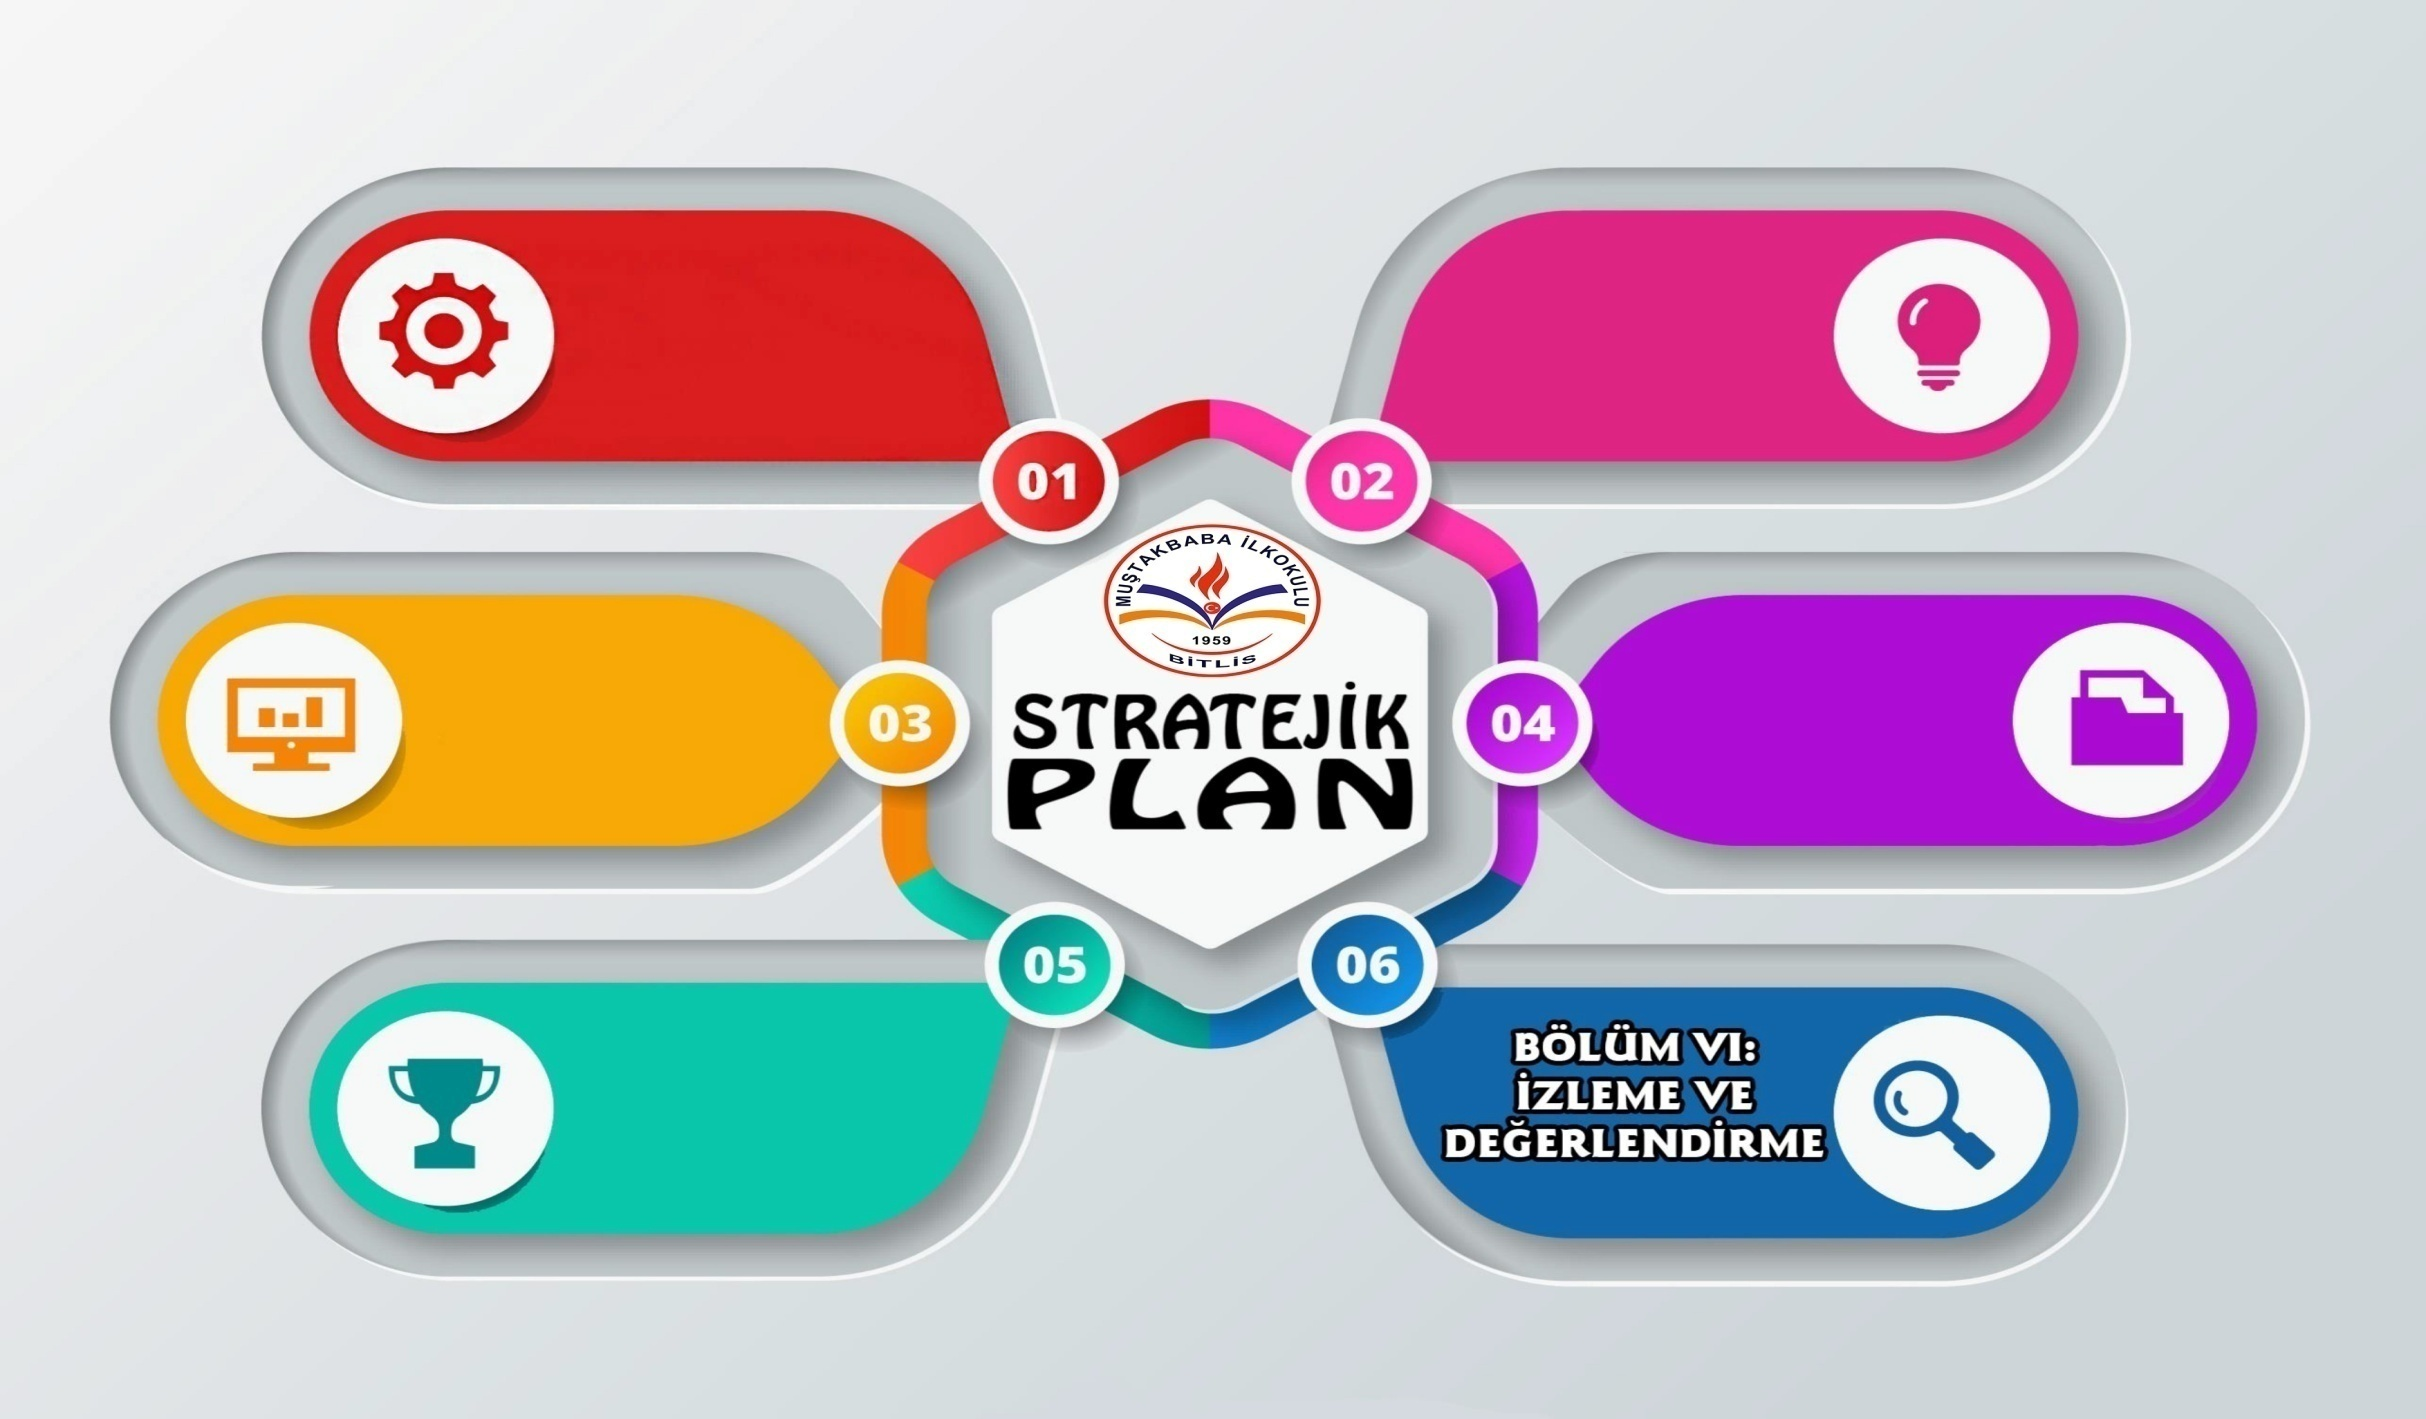 01
02
MUŞTAKBABA İLKOKULU
1959
BİTLİS
STRATEJİK
PLAN
03
04
05
06
BÖLÜM VI:
İZLEME VE
DEĞERLENDİRME